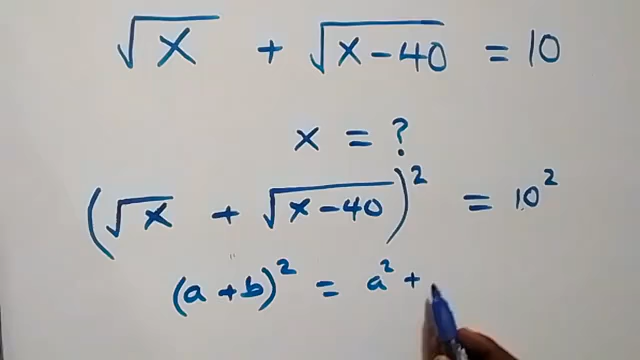 √x + √(x-40) = 10
x = ?
(√x + √(x-40))² = 10²
(a + b)² = a² +